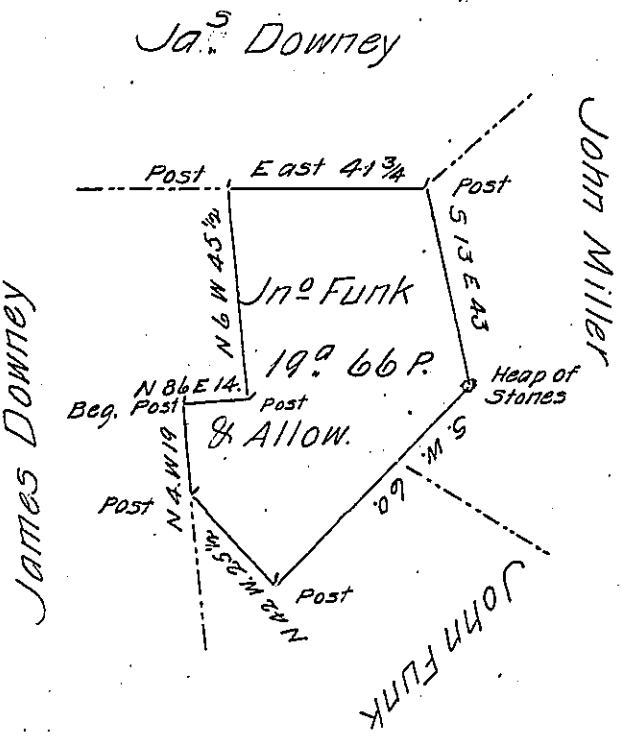 Jaˢ. Downey
John Miller
Post
East 41¾
Post
S 13 E 43
N 6 W 45½
Jnº Funk
19ª 66 P.
& Allow.
Heap of
Stones
N 86 E 14.
Beg. Post
Post
James Downey
N 4 W 19
Post
S. W. 60.
N 42 W. 25
Post
John Funk